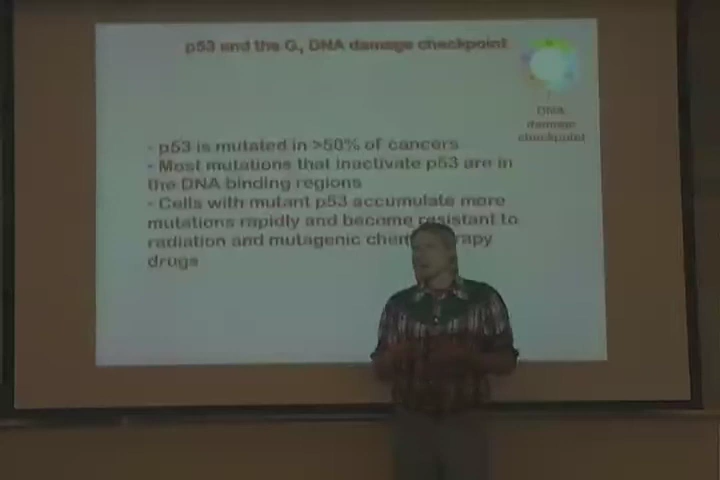 p53 and the G₁ DNA damage checkpoint
DNA
damage
checkpoint
- p53 is mutated in >50% of cancers
- Most mutations that inactivate p53 are in
the DNA binding regions
- Cells with mutant p53 accumulate more
mutations rapidly and become resistant to
radiation and mutagenic chem rapy
drugs